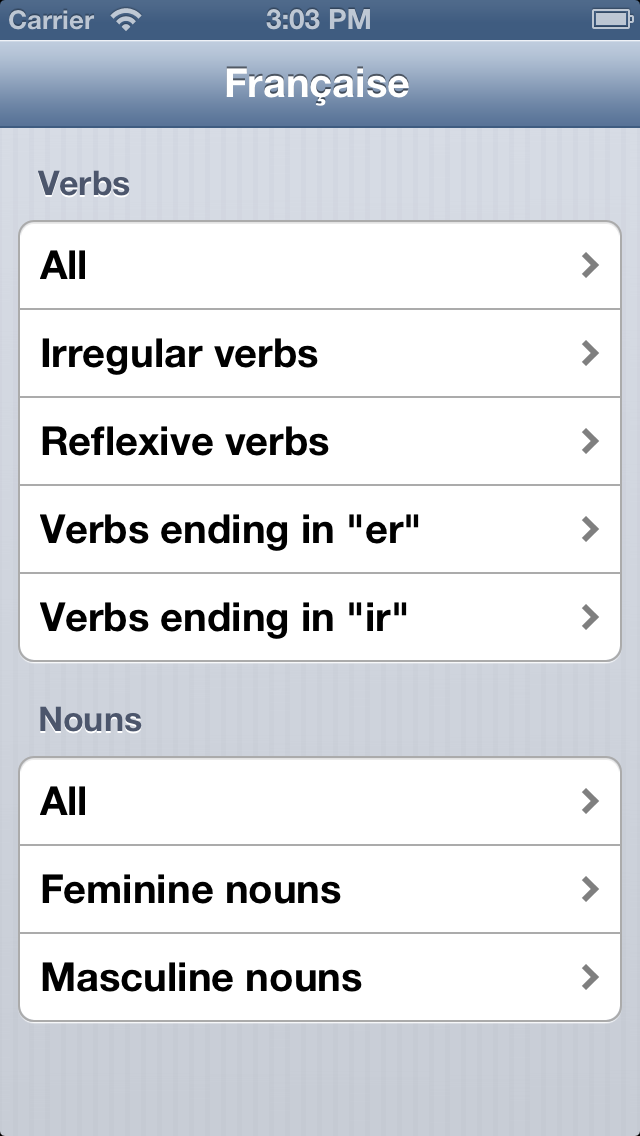 Carrier 3:03 PM
Française
Verbs
All
Irregular verbs
Reflexive verbs
Verbs ending in "er"
Verbs ending in "ir"
Nouns
All
Feminine nouns
Masculine nouns